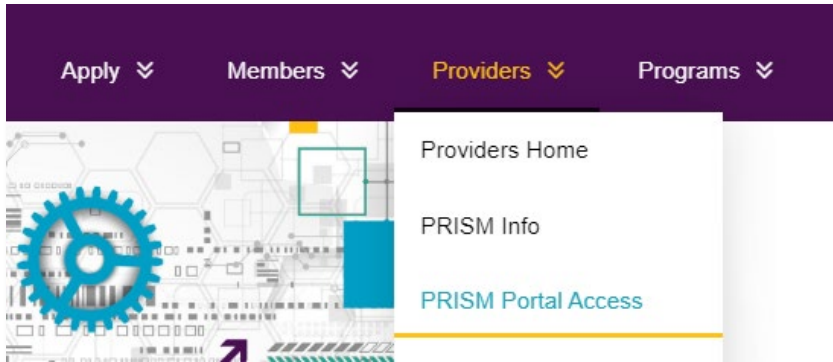 Apply Members Providers Programs
Providers Home
PRISM Info
PRISM Portal Access